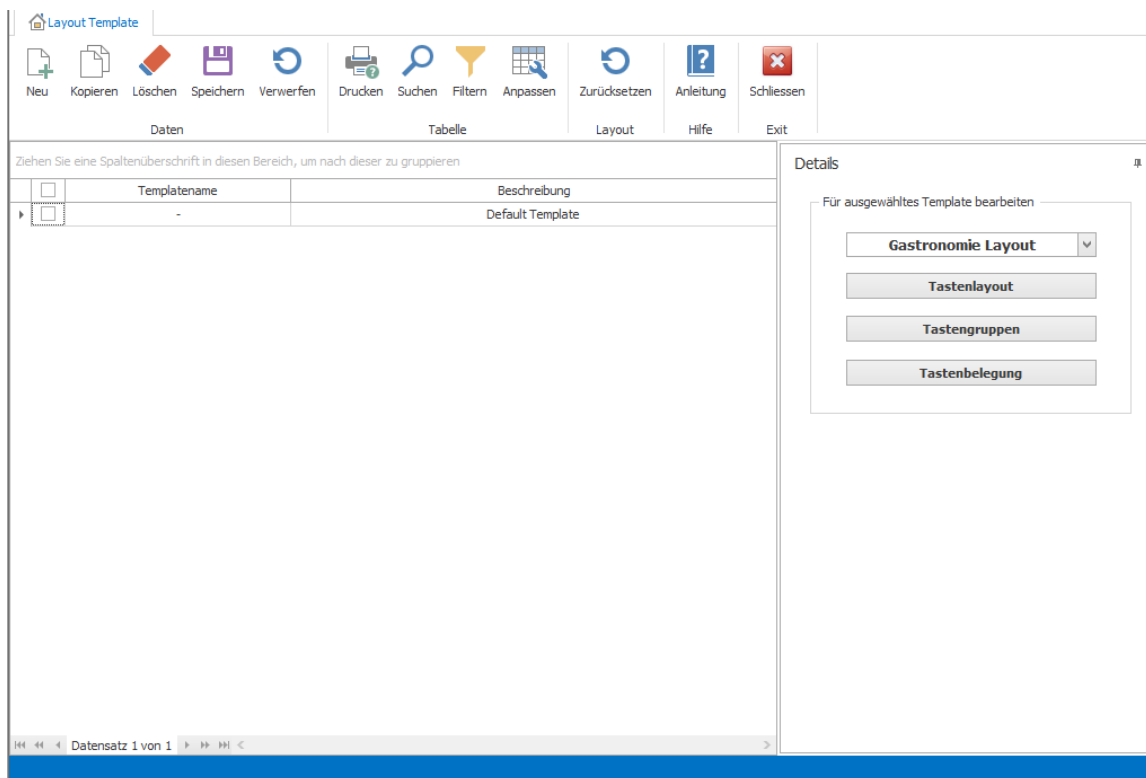 Layout Template
Neu Kopieren Löschen Speichern Verwerfen Drucken Suchen Filtern Anpassen Zurücksetzen Anleitung Schliessen
Daten Tabelle Layout Hilfe Exit
Ziehen Sie eine Spaltenüberschrift in diesen Bereich, um nach dieser zu gruppieren
Templatename Beschreibung
- Default Template
Datensatz 1 von 1
Details
Für ausgewähltes Template bearbeiten
Gastronomie Layout
Tastenlayout
Tastengruppen
Tastenbelegung